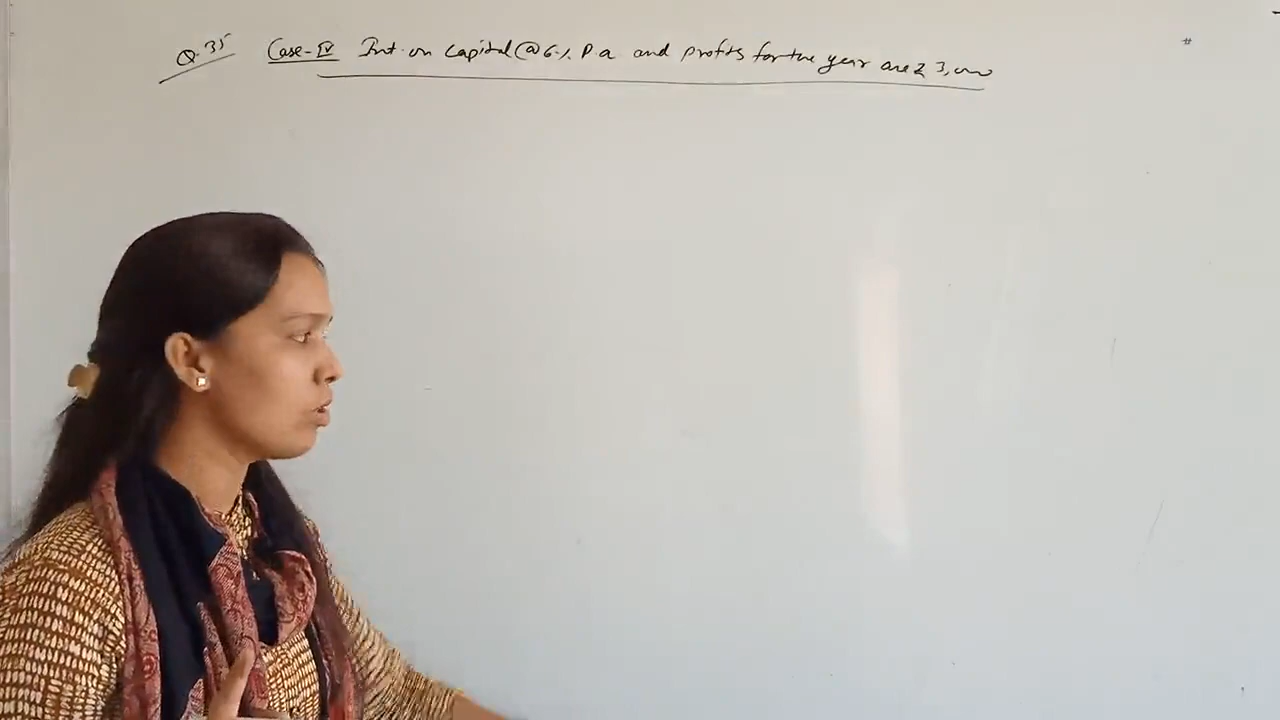 Q.35 Case-IV Int. on Capital @ 6% P a and profits for the year are ₹ 3,000
#